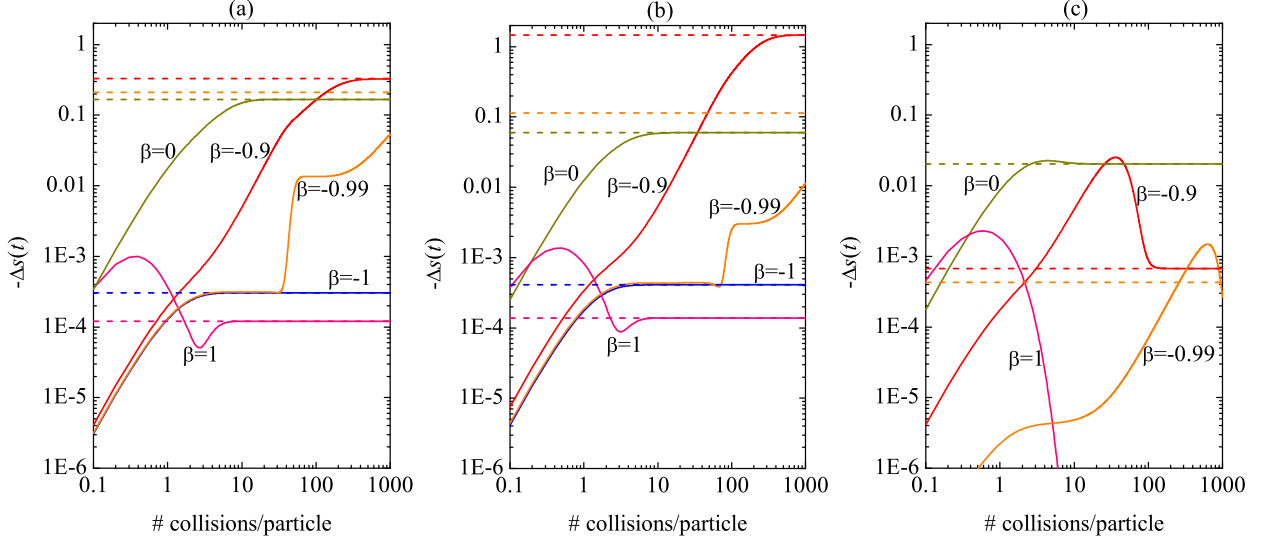 (a)
1
0.1
0.01
1E-3
1E-4
1E-5
1E-6
-Δs(t)
β=0
β=-0.9
β=-0.99
β=-1
β=1
0.1 1 10 100 1000
# collisions/particle
(b)
1
0.1
0.01
1E-3
1E-4
1E-5
1E-6
-Δs(t)
β=0
β=-0.9
β=-0.99
β=-1
β=1
0.1 1 10 100 1000
# collisions/particle
(c)
1
0.1
0.01
1E-3
1E-4
1E-5
1E-6
-Δs(t)
β=0
β=-0.9
β=1
β=-0.99
0.1 1 10 100 1000
# collisions/particle